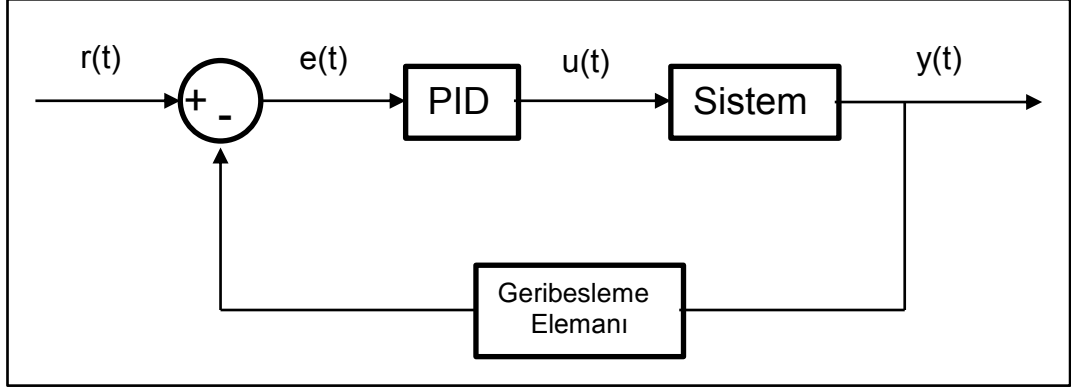 r(t)
e(t)
u(t)
y(t)
+
-
PID
Sistem
Geribesleme
Elemanı